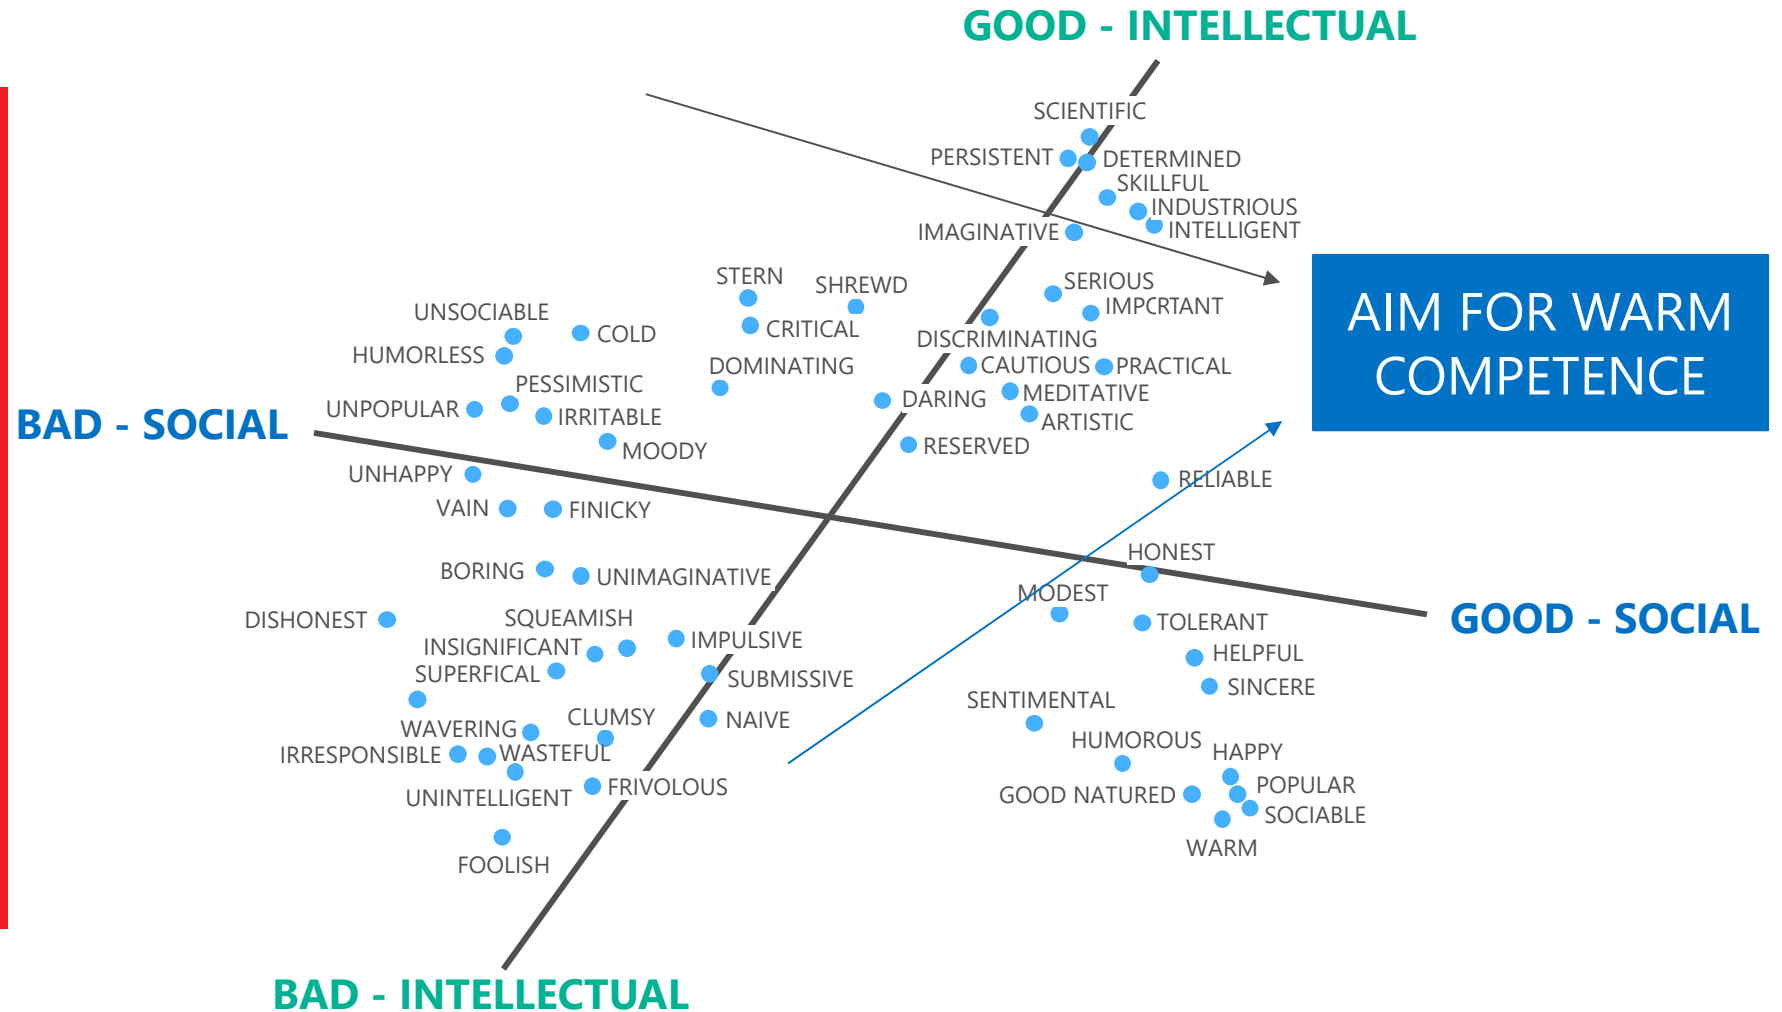 GOOD - INTELLECTUAL
SCIENTIFIC
PERSISTENT
DETERMINED
SKILLFUL
INDUSTRIOUS
INTELLIGENT
IMAGINATIVE
STERN
SHREWD
SERIOUS
UNSOCIABLE
COLD
CRITICAL
IMPCRTANT
HUMORLESS
DISCRIMINATING
DOMINATING
CAUTIOUS
PRACTICAL
PESSIMISTIC
MEDITATIVE
UNPOPULAR
IRRITABLE
DARING
ARTISTIC
MOODY
RESERVED
AIM FOR WARM
COMPETENCE
BAD - SOCIAL
UNHAPPY
RELIABLE
VAIN
FINICKY
HONEST
BORING
UNIMAGINATIVE
MODEST
DISHONEST
SQUEAMISH
TOLERANT
GOOD - SOCIAL
INSIGNIFICANT
IMPULSIVE
HELPFUL
SUPERFICAL
SUBMISSIVE
SINCERE
SENTIMENTAL
WAVERING
CLUMSY
NAIVE
HUMOROUS
IRRESPONSIBLE
WASTEFUL
HAPPY
UNINTELLIGENT
FRIVOLOUS
GOOD NATURED
POPULAR
SOCIABLE
WARM
FOOLISH
BAD - INTELLECTUAL